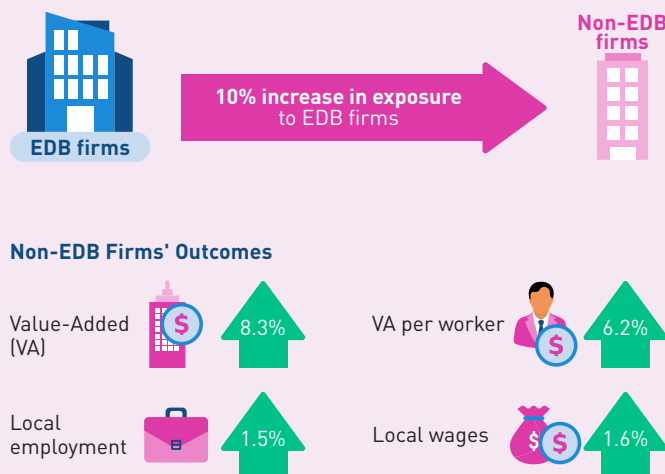 Non-EDB
firms
10% increase in exposure
to EDB firms
EDB firms
Non-EDB Firms' Outcomes
Value-Added
(VA)
$
8.3%
VA per worker
$
6.2%
Local
employment
1.5%
Local wages
$
$
1.6%